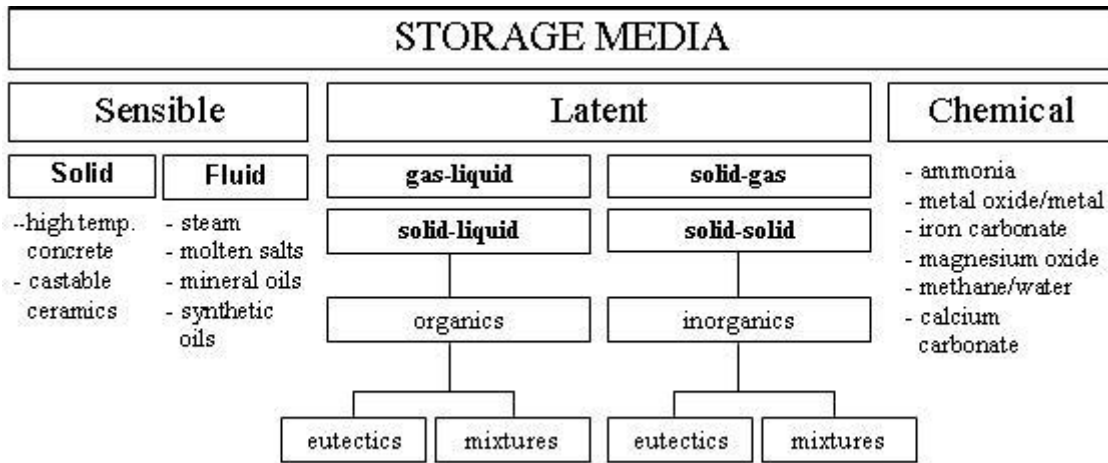 STORAGE MEDIA
Sensible
Latent
Chemical
Solid
Fluid
gas-liquid
solid-gas
--high temp.
concrete
- castable
ceramics
- steam
- molten salts
- mineral oils
- synthetic
oils
solid-liquid
solid-solid
organics
inorganics
eutectics
mixtures
eutectics
mixtures
- ammonia
- metal oxide/metal
- iron carbonate
- magnesium oxide
- methane/water
- calcium
carbonate